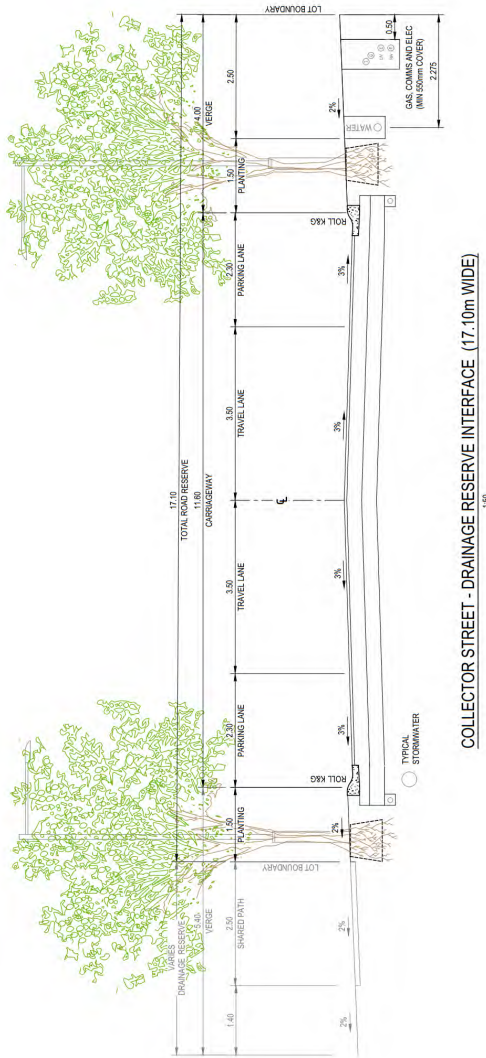 VARIES
DRAINAGE RESERVE
17.10
TOTAL ROAD RESERVE
5.40
VERGE
11.60
CARRIAGEWAY
4.00
VERGE
1.40
2.50
SHARED PATH
1.50
PLANTING
2.30
PARKING LANE
3.50
TRAVEL LANE
3.50
TRAVEL LANE
2.30
PARKING LANE
1.50
PLANTING
2.50
LOT BOUNDARY
LOT BOUNDARY
℄
ROLL K&G
ROLL K&G
2%
2%
2%
3%
3%
3%
3%
2%
WATER
0.50
GAS, COMMS AND ELEC
(MIN 550mm COVER)
2.275
TYPICAL
STORMWATER
COLLECTOR STREET - DRAINAGE RESERVE INTERFACE (17.10m WIDE)